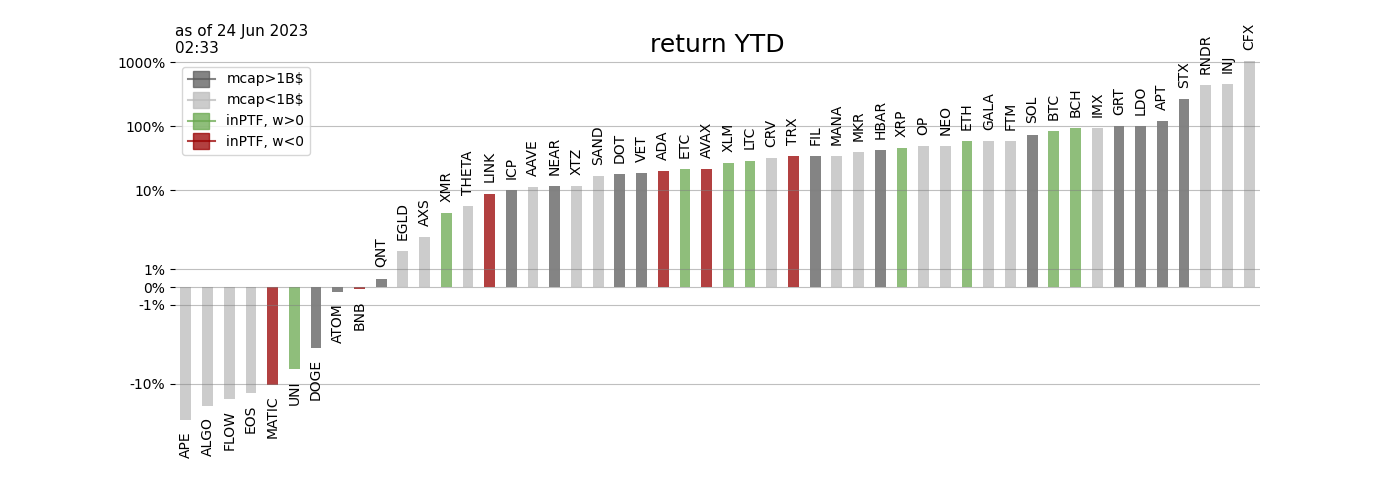 as of 24 Jun 2023
02:33
return YTD
1000%
100%
10%
1%
0%
-1%
-10%
mcap>1B$
mcap<1B$
inPTF, w>0
inPTF, w<0
APE
ALGO
FLOW
EOS
MATIC
UNI
DOGE
ATOM
BNB
QNT
EGLD
AXS
XMR
THETA
LINK
ICP
AAVE
NEAR
XTZ
SAND
DOT
VET
ADA
ETC
AVAX
XLM
LTC
CRV
TRX
FIL
MANA
MKR
HBAR
XRP
OP
NEO
ETH
GALA
FTM
SOL
BTC
BCH
IMX
GRT
LDO
APT
STX
RNDR
INJ
CFX